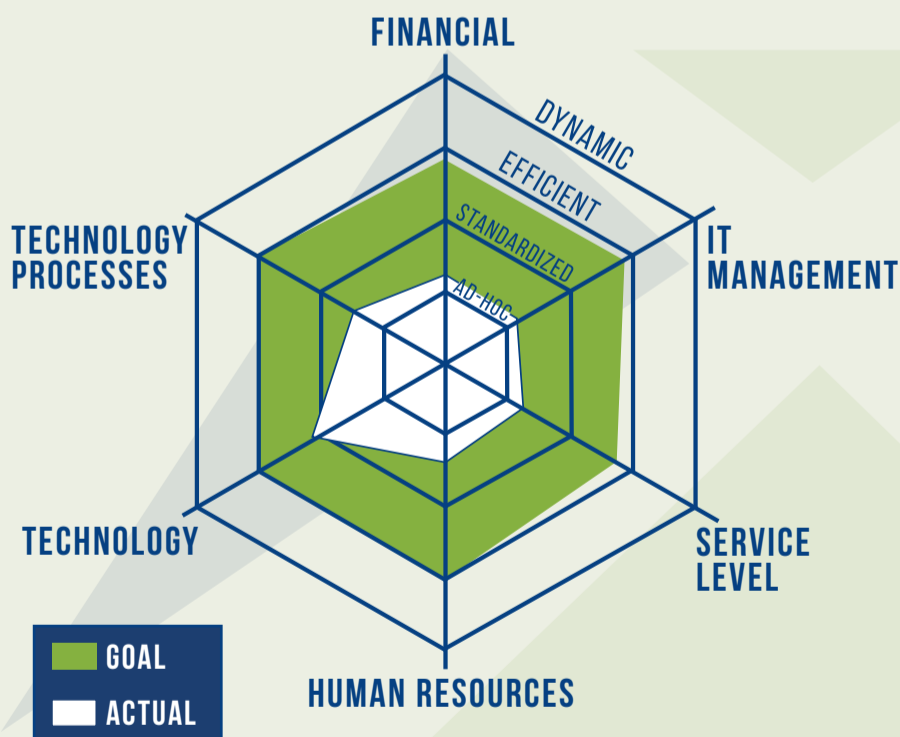 FINANCIAL
DYNAMIC
EFFICIENT
STANDARDIZED
AD-HOC
TECHNOLOGY
PROCESSES
IT
MANAGEMENT
TECHNOLOGY
SERVICE
LEVEL
HUMAN RESOURCES
GOAL
ACTUAL